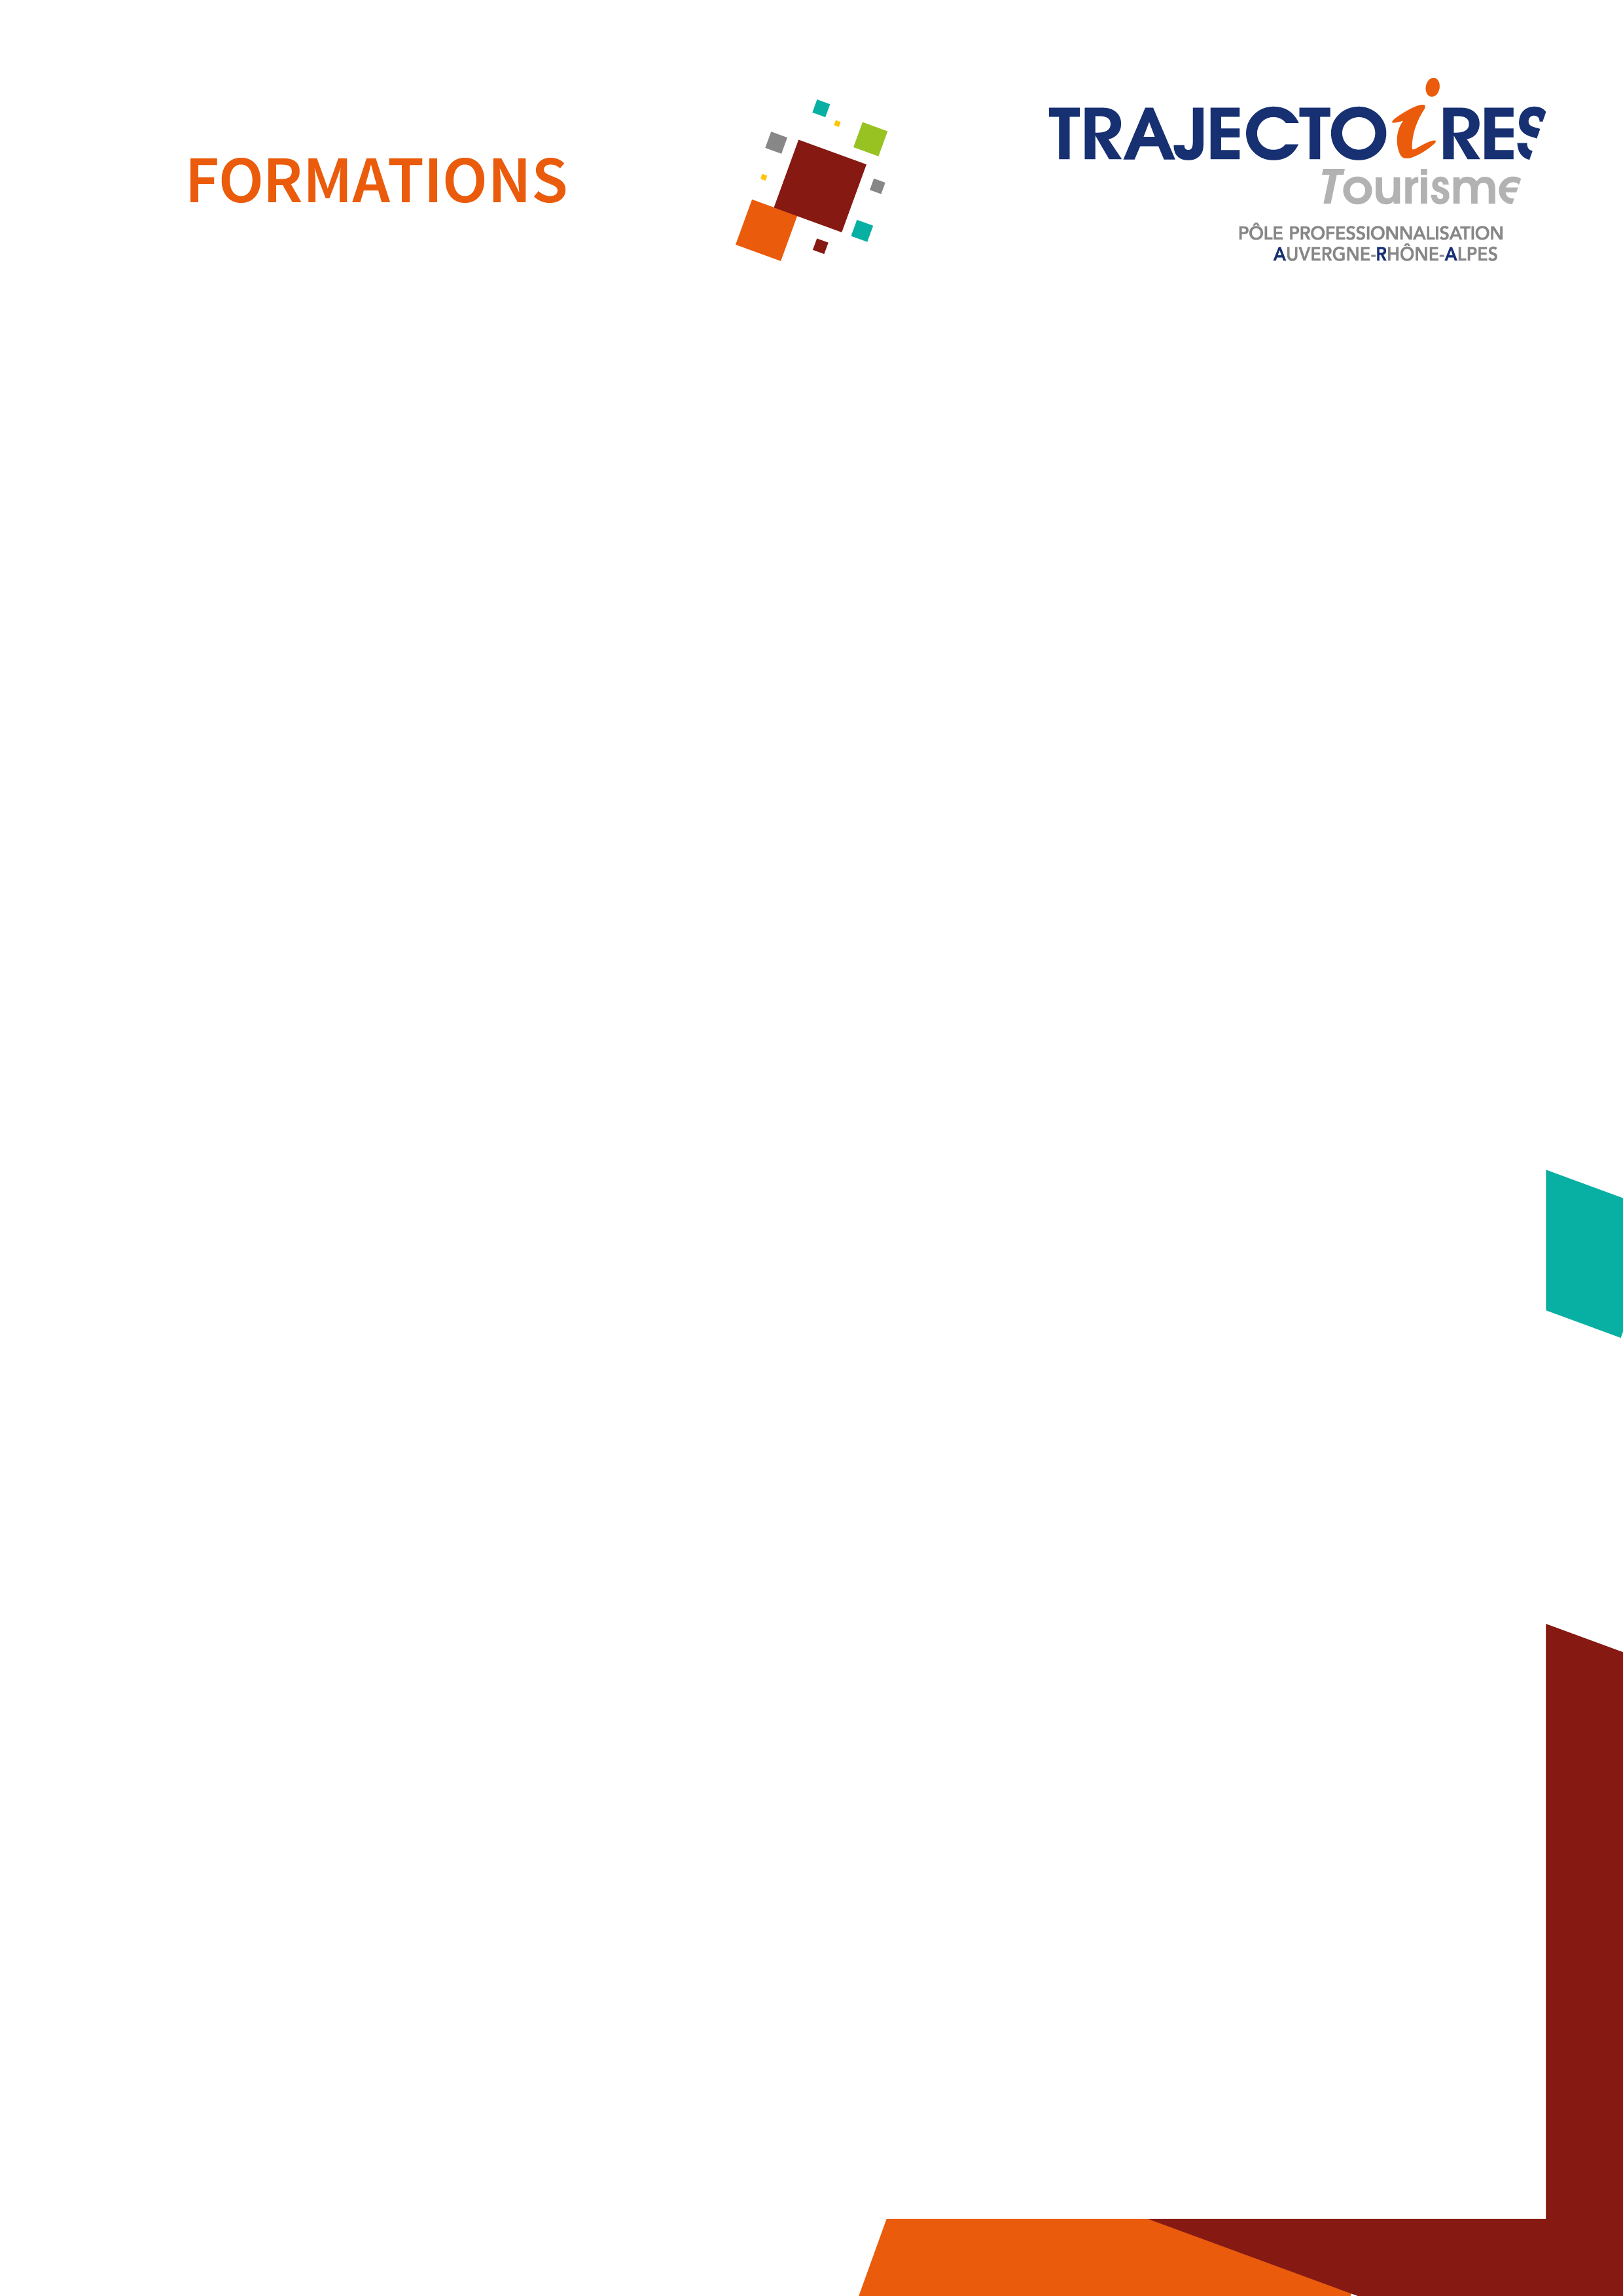 FORMATIONS
TRAJECTOiRES
Tourisme
PÔLE PROFESSIONNALISATION
AUVERGNE-RHÔNE-ALPES